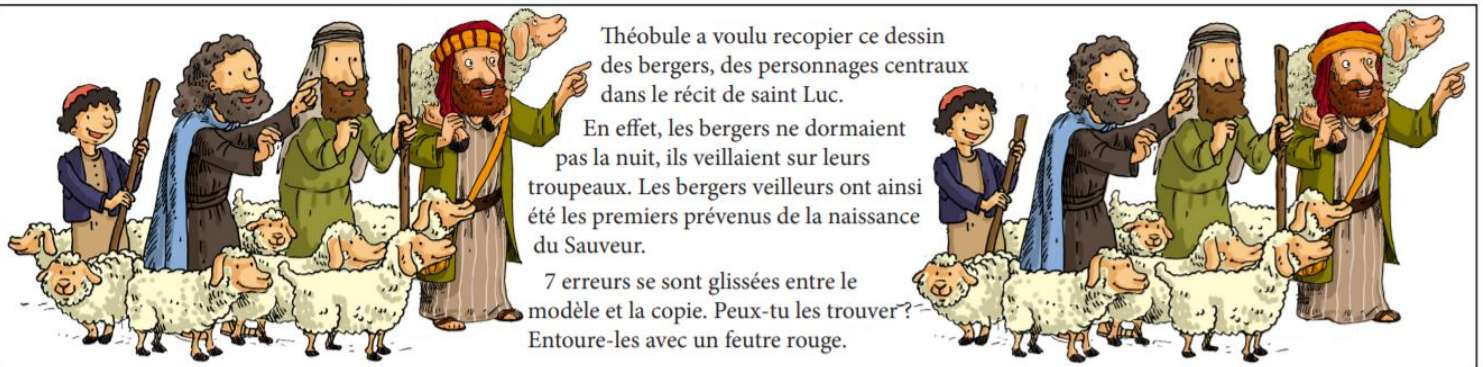 Théobule a voulu recopier ce dessin
des bergers, des personnages centraux
dans le récit de saint Luc.
En effet, les bergers ne dormaient
pas la nuit, ils veillaient sur leurs
troupeaux. Les bergers veilleurs ont ainsi
été les premiers prévenus de la naissance
du Sauveur.
7 erreurs se sont glissées entre le
modèle et la copie. Peux-tu les trouver ?
Entoure-les avec un feutre rouge.